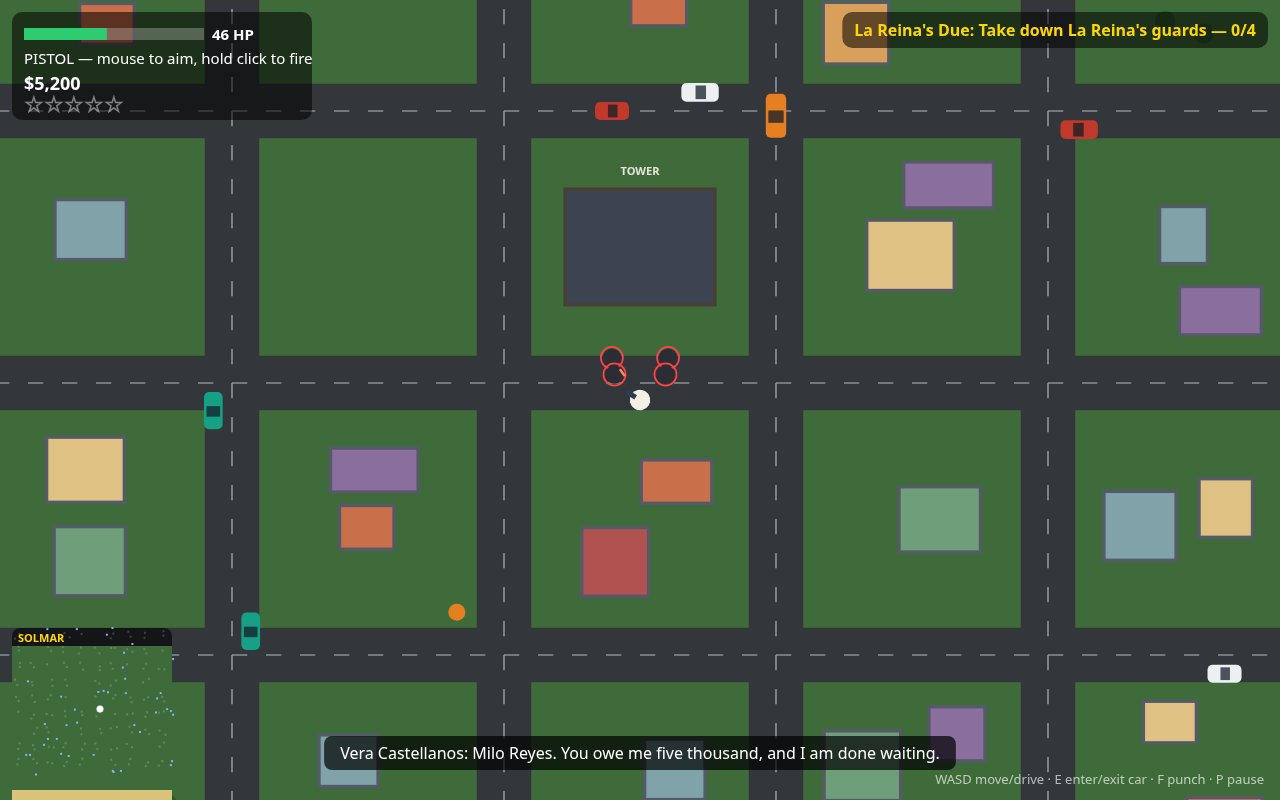 46 HP
La Reina's Due: Take down La Reina's guards — 0/4
PISTOL — mouse to aim, hold click to fire
$5,200
☆☆☆☆☆
TOWER
SOLMAR
Vera Castellanos: Milo Reyes. You owe me five thousand, and I am done waiting.
WASD move/drive · E enter/exit car · F punch · P pause